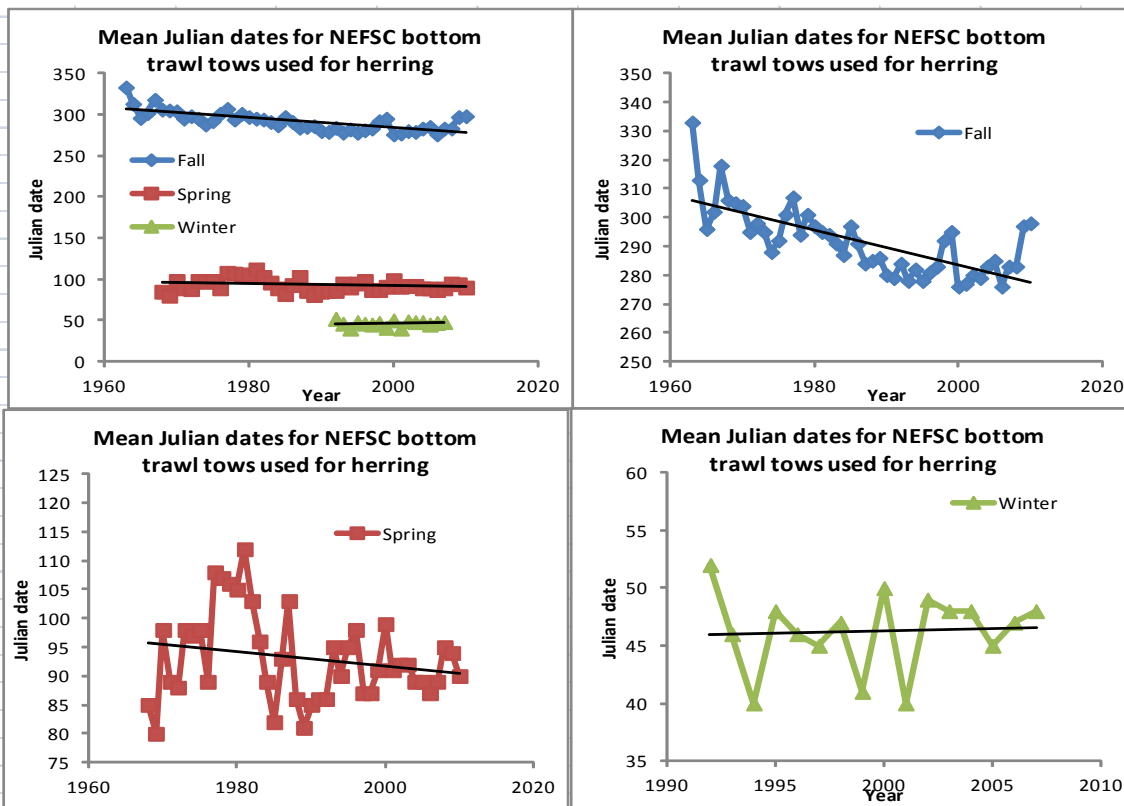 Mean Julian dates for NEFSC bottom
trawl tows used for herring
350
300
250
200
150
100
50
0
Julian date
Fall
Spring
Winter
1960
1980
2000
2020
Year
Mean Julian dates for NEFSC bottom
trawl tows used for herring
350
340
330
320
310
300
290
280
270
260
250
Julian date
Fall
1960
1980
2000
2020
Year
Mean Julian dates for NEFSC bottom
trawl tows used for herring
125
120
115
110
105
100
95
90
85
80
75
Julian date
Spring
1960
1980
2000
2020
Mean Julian dates for NEFSC bottom
trawl tows used for herring
60
55
50
45
40
35
Julian date
Winter
1990
1995
2000
2005
2010
Year